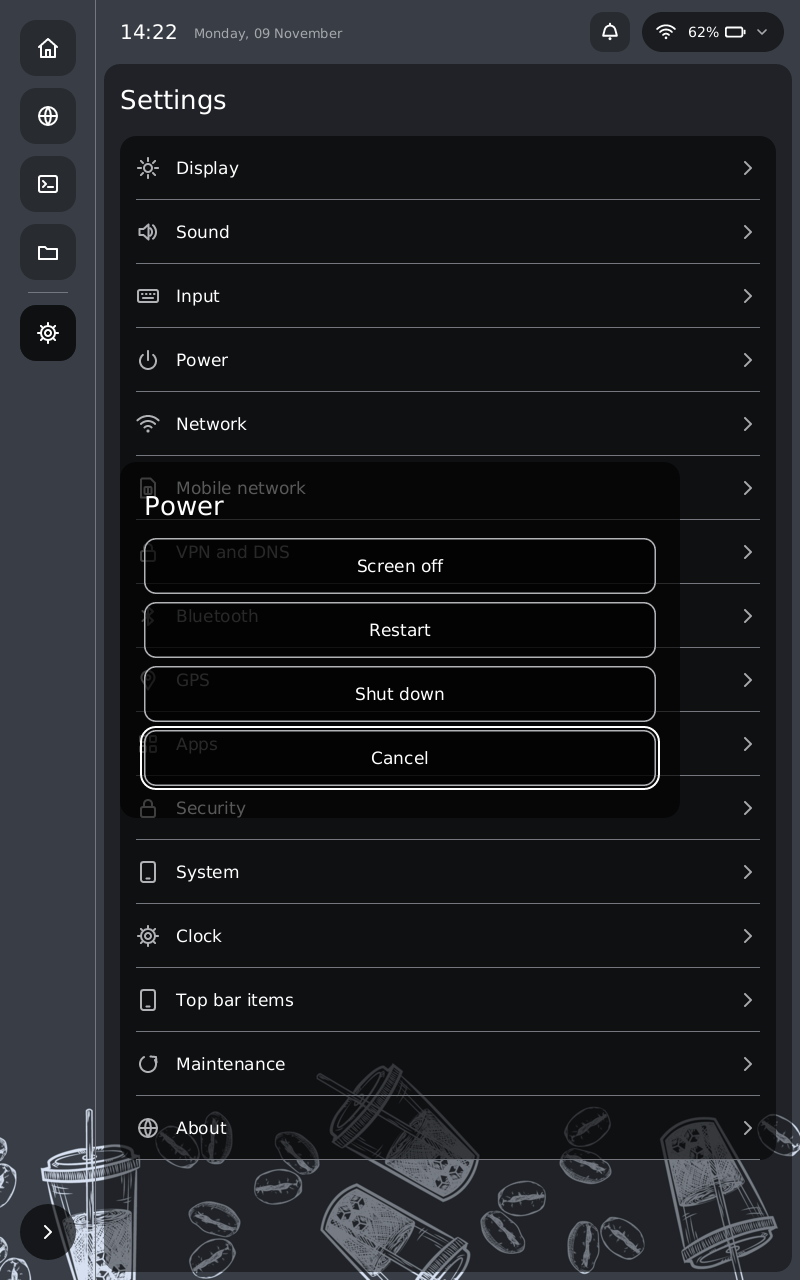 14:22 Monday, 09 November 62%
Settings
Display
Sound
Input
Power
Network
Mobile network
Power
VPN and DNS
Screen off
Bluetooth
Restart
GPS
Shut down
Apps
Cancel
Security
System
Clock
Top bar items
Maintenance
About